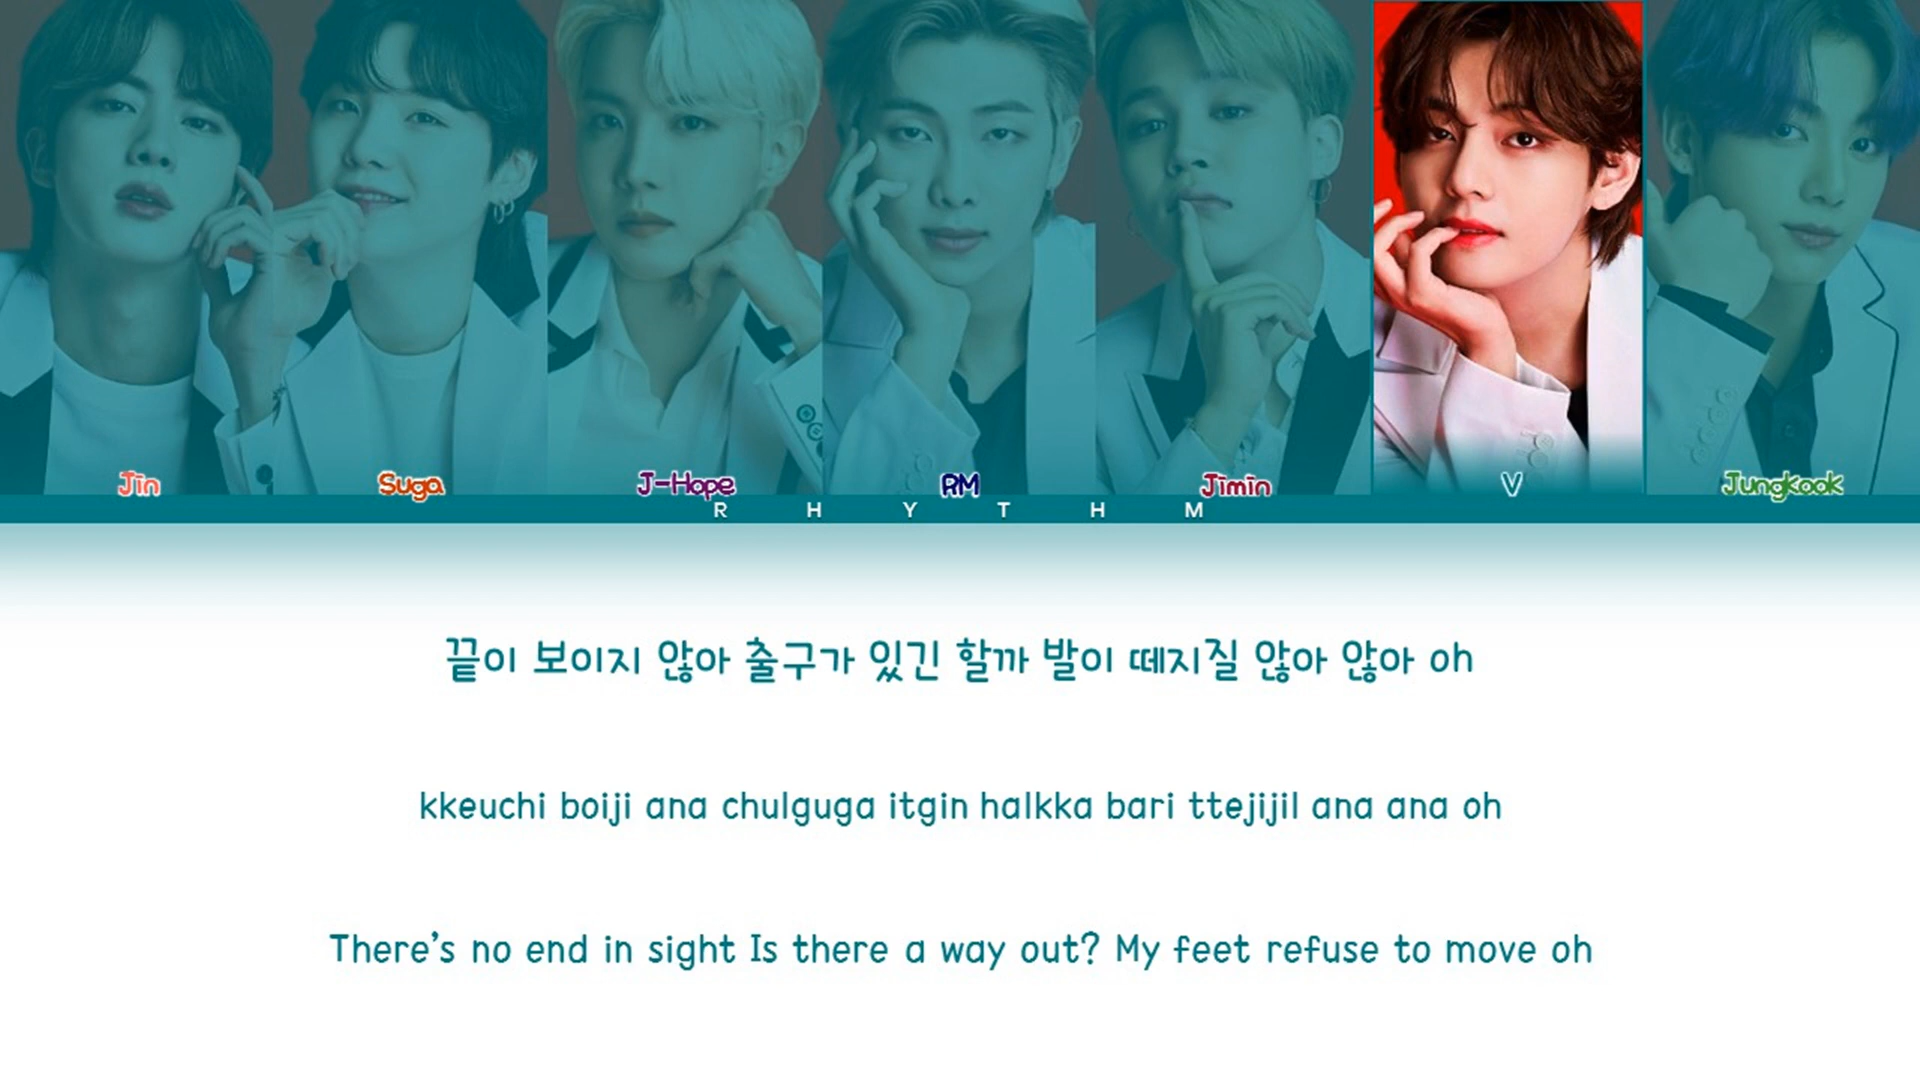 Jin Suga J-Hope RM Jimin V Jungkook
RHYTHM
끝이 보이지 않아 출구가 있긴 할까 발이 떼지질 않아 않아 oh
kkeuchi boiji ana chulguga itgin halkka bari ttejijil ana ana oh
There's no end in sight Is there a way out? My feet refuse to move oh